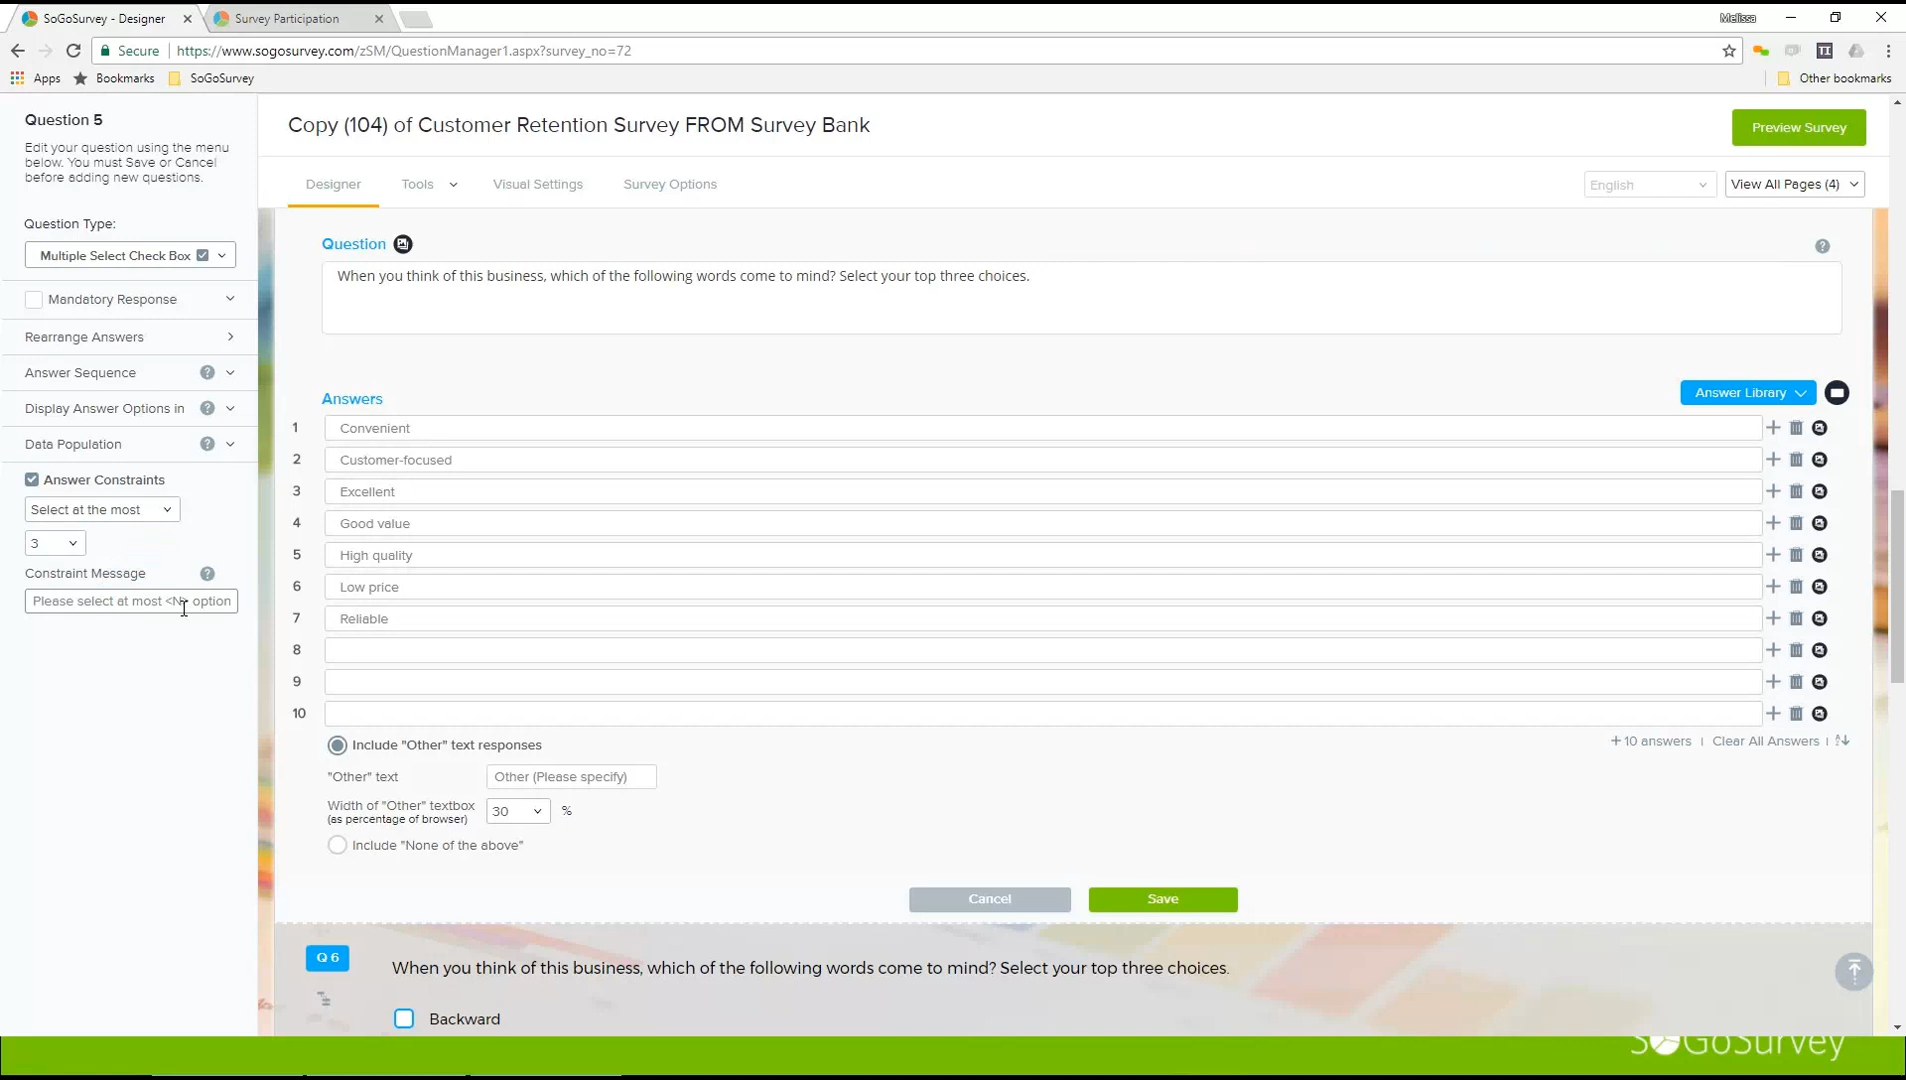 SoGoSurvey - Designer
Survey Participation
Melissa
Secure
https://www.sogosurvey.com/zSM/QuestionManager1.aspx?survey_no=72
TI
Apps
Bookmarks
SoGoSurvey
Other bookmarks
Question 5
Edit your question using the menu
below. You must Save or Cancel
before adding new questions.
Question Type:
Multiple Select Check Box
Mandatory Response
Rearrange Answers
Answer Sequence ?
Display Answer Options in ?
Data Population ?
Answer Constraints
Select at the most
3
Constraint Message ?
Please select at most <N> option
Copy (104) of Customer Retention Survey FROM Survey Bank
Preview Survey
Designer
Tools
Visual Settings
Survey Options
English
View All Pages (4)
Question
?
When you think of this business, which of the following words come to mind? Select your top three choices.
Answers
Answer Library
1 Convenient
2 Customer-focused
3 Excellent
4 Good value
5 High quality
6 Low price
7 Reliable
8
9
10
Include "Other" text responses
+ 10 answers | Clear All Answers |
"Other" text
Other (Please specify)
Width of "Other" textbox
(as percentage of browser)
30
%
Include "None of the above"
Cancel
Save
Q 6
When you think of this business, which of the following words come to mind? Select your top three choices.
Backward
SoGoSurvey